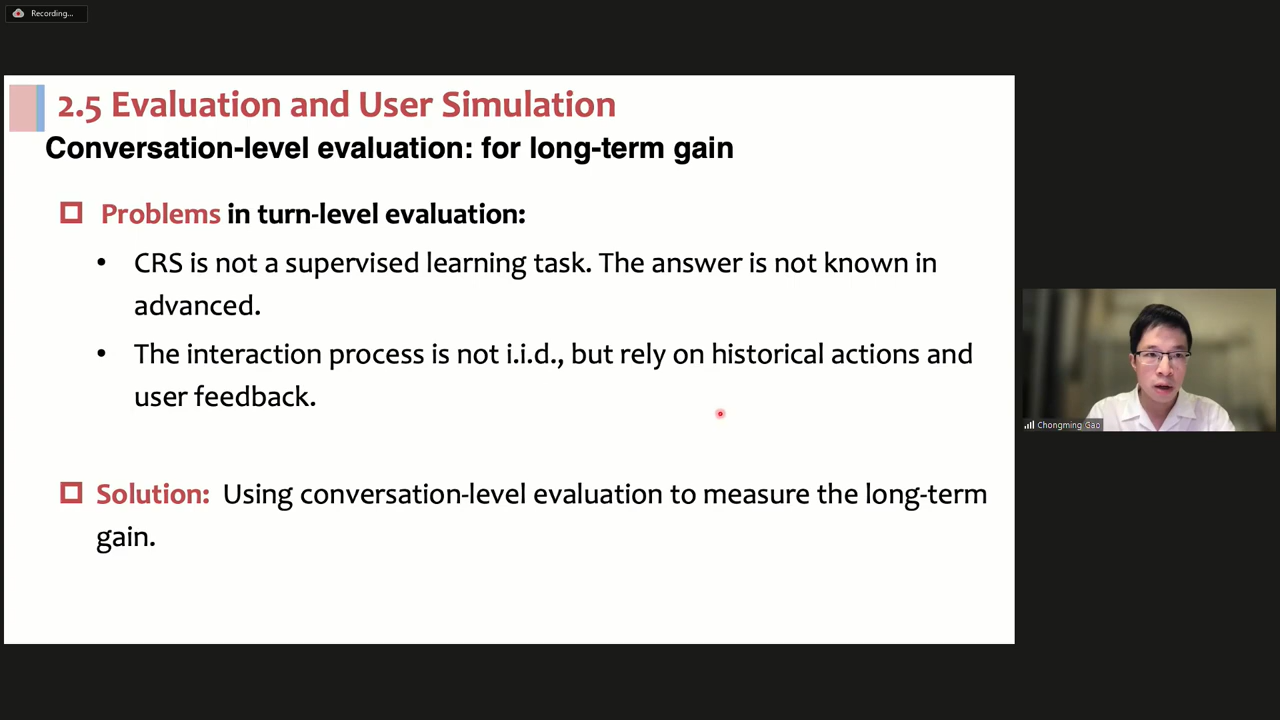 Recording...
2.5 Evaluation and User Simulation
Conversation-level evaluation: for long-term gain
Problems in turn-level evaluation:
• CRS is not a supervised learning task. The answer is not known in
advanced.
• The interaction process is not i.i.d., but rely on historical actions and
user feedback.
Solution: Using conversation-level evaluation to measure the long-term
gain.
Chongming Gao